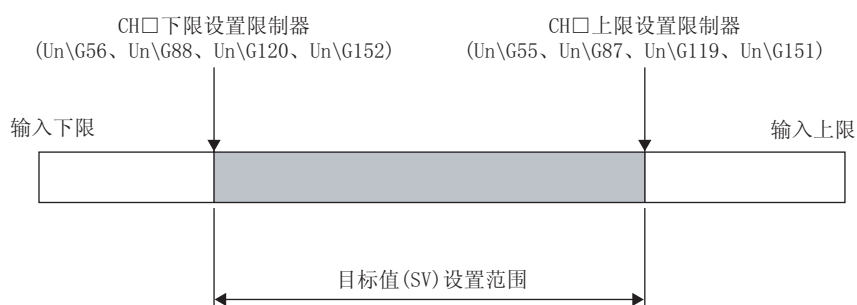 CH□下限设置限制器
(Un\G56、Un\G88、Un\G120、Un\G152)
CH□上限设置限制器
(Un\G55、Un\G87、Un\G119、Un\G151)
输入下限
输入上限
目标值(SV)设置范围